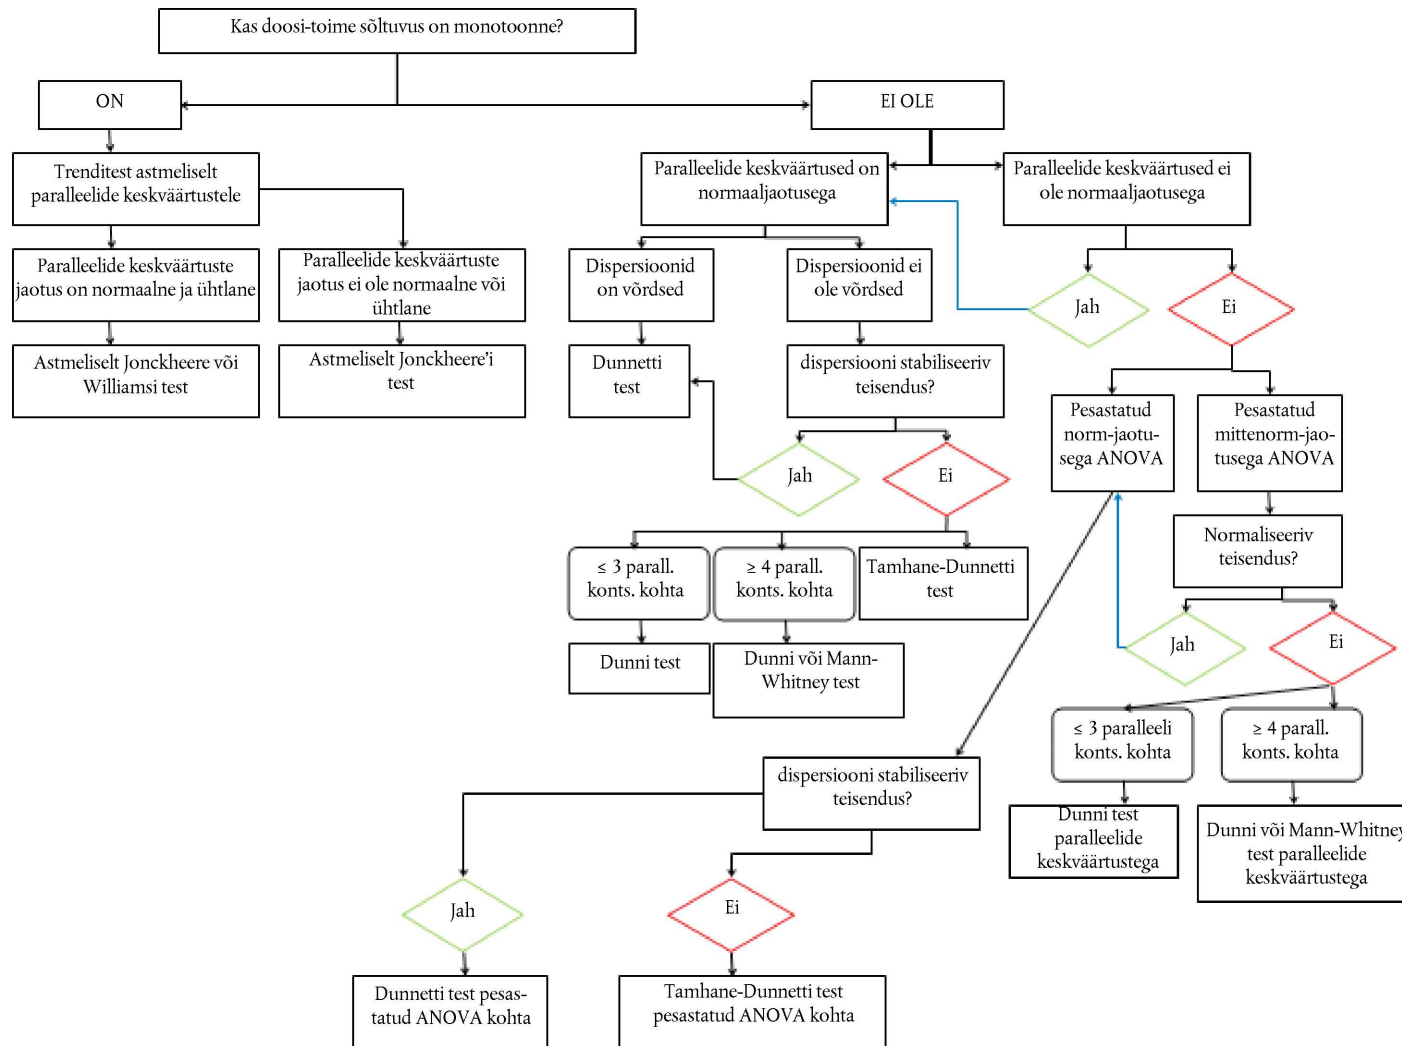 Kas doosi-toime sõltuvus on monotoonne?
ON
EI OLE
Trenditest astmeliselt
paralleelide keskväärtustele
Paralleelide keskväärtused on
normaaljaotusega
Paralleelide keskväärtused ei
ole normaaljaotusega
Paralleelide keskväärtuste
jaotus on normaalne ja ühtlane
Paralleelide keskväärtuste
jaotus ei ole normaalne või
ühtlane
Dispersioonid
on võrdsed
Dispersioonid ei
ole võrdsed
Jah
Ei
Astmeliselt Jonckheere või
Williamsi test
Astmeliselt Jonckheere’i
test
Dunnetti
test
dispersiooni stabiliseeriv
teisendus?
Pesastatud
norm-jaotu-
sega ANOVA
Pesastatud
mittenorm-jao-
tusega ANOVA
Jah
Ei
Normaliseeriv
teisendus?
≤ 3 parall.
konts. kohta
≥ 4 parall.
konts. kohta
Tamhane-Dunnetti
test
Jah
Ei
Dunni test
Dunni või Mann-
Whitney test
≤ 3 paralleeli
konts. kohta
≥ 4 parall.
konts. kohta
dispersiooni stabiliseeriv
teisendus?
Dunni test
paralleelide
keskväärtustega
Dunni või Mann-Whitney
test paralleelide
keskväärtustega
Jah
Ei
Dunnetti test pesas-
tatud ANOVA kohta
Tamhane-Dunnetti test
pesastatud ANOVA kohta